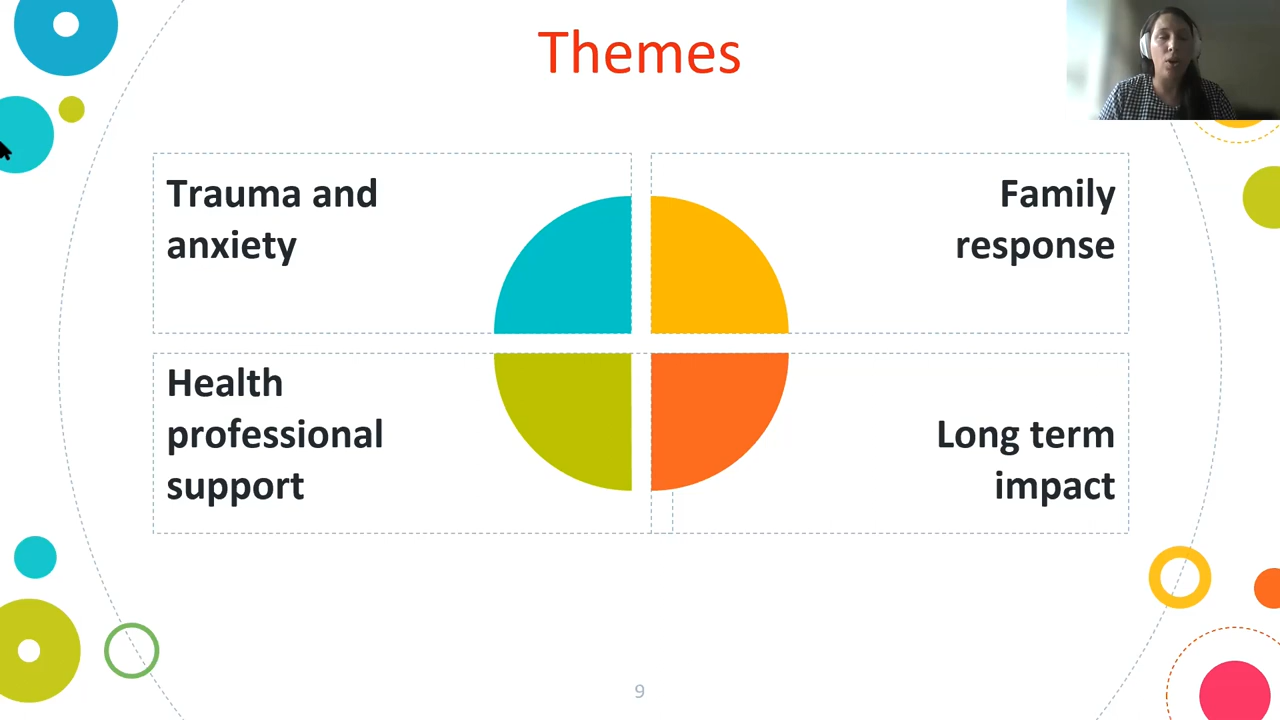 Themes
Trauma and
anxiety
Family
response
Health
professional
support
Long term
impact
9